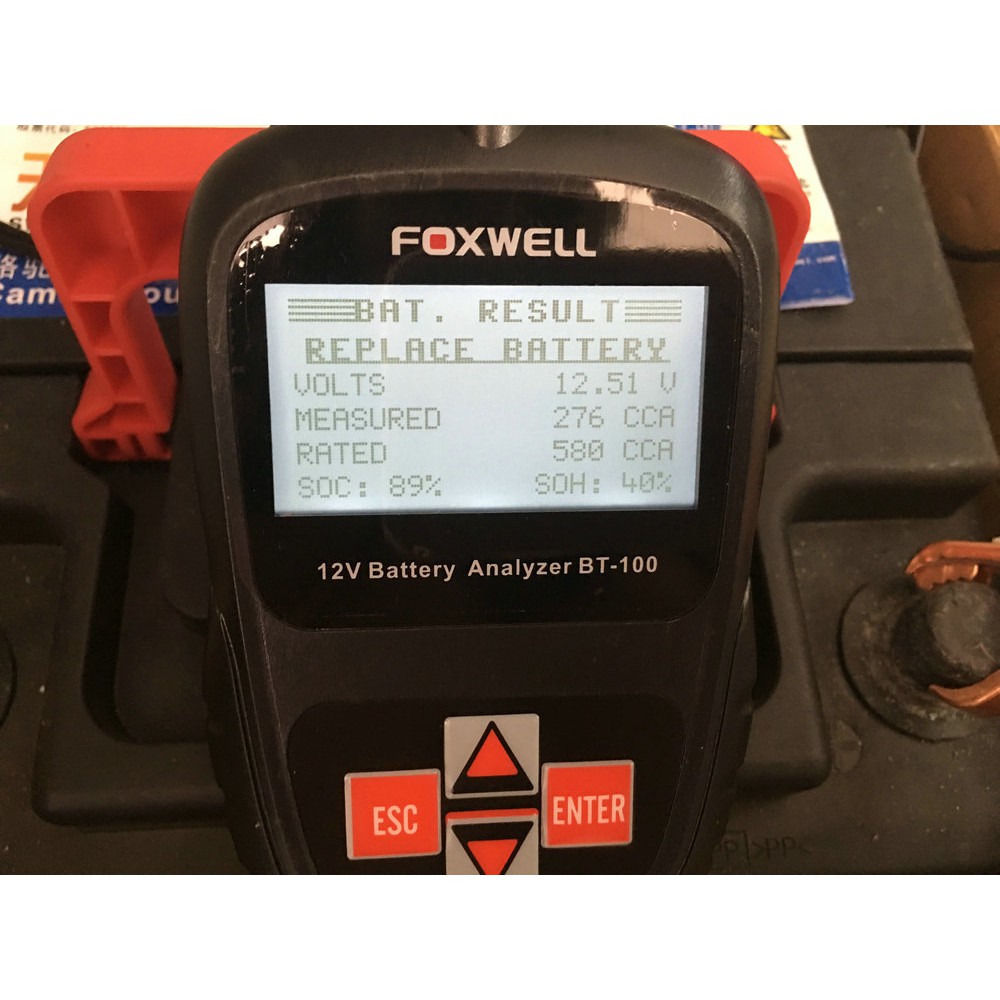 FOXWELL
BAT. RESULT
REPLACE BATTERY
VOLTS 12.51 V
MEASURED 276 CCA
RATED 580 CCA
SOC: 89% SOH: 40%
12V Battery Analyzer BT-100
ESC
ENTER
>PP<